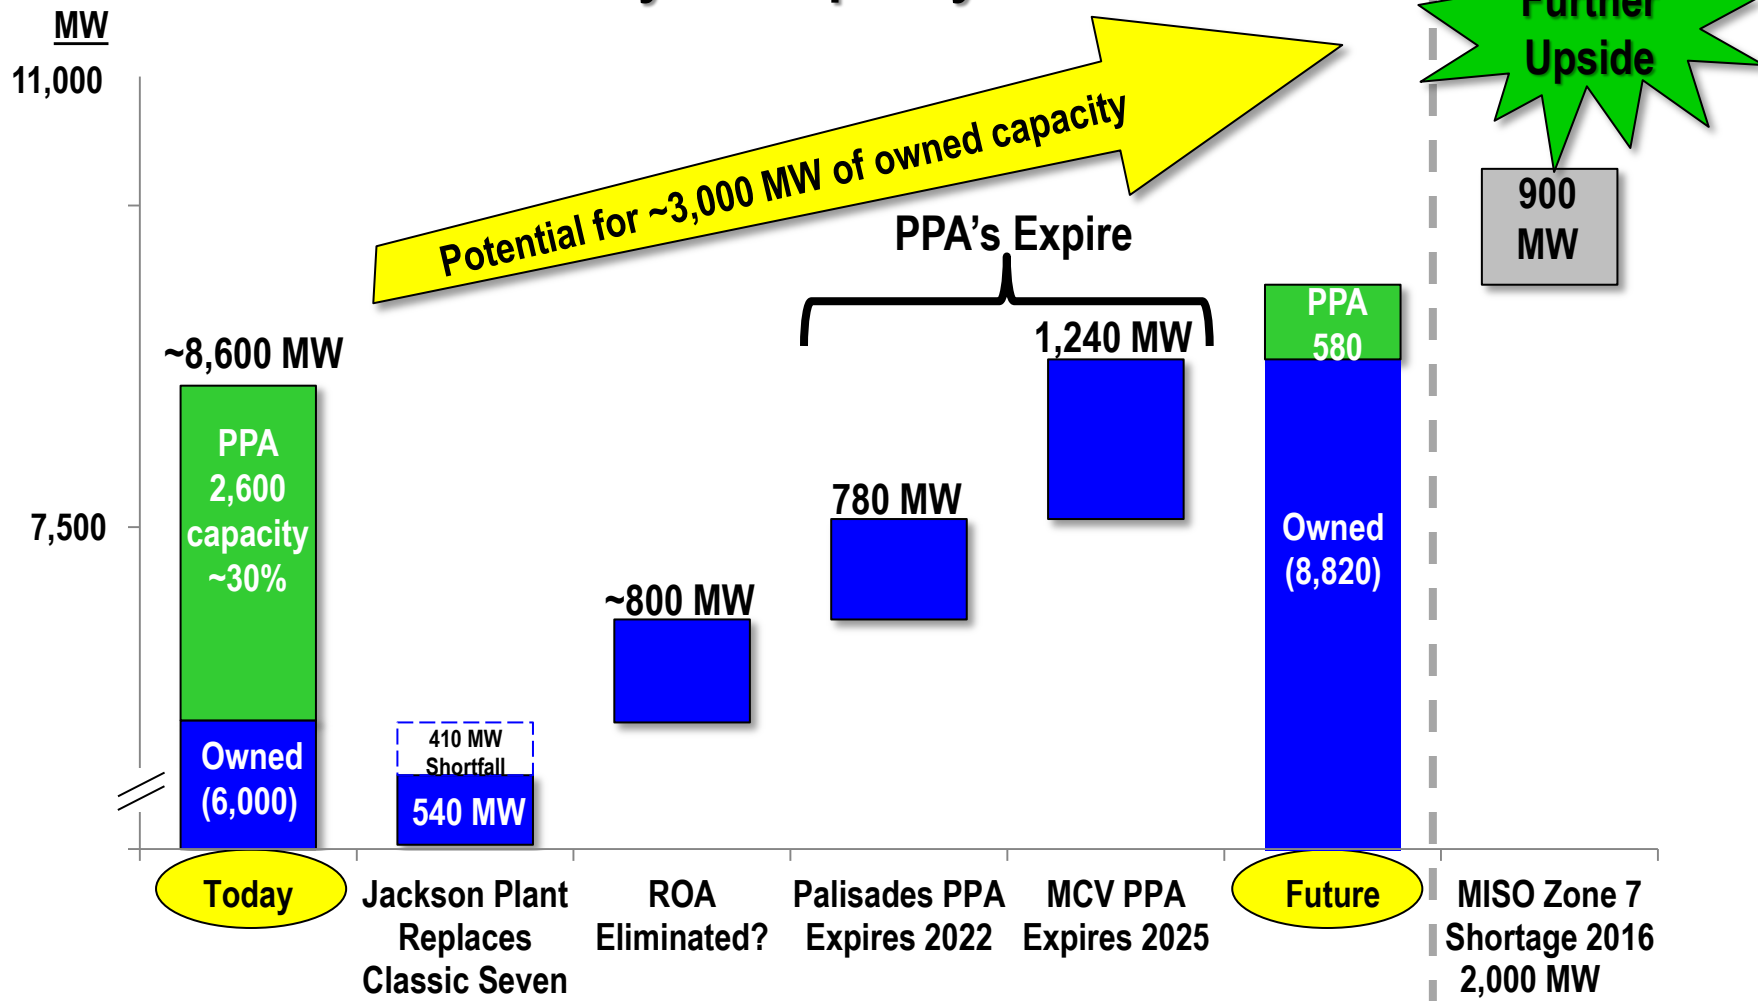 MW
11,000
7,500
Further
Upside
Potential for ~3,000 MW of owned capacity
PPA's Expire
~8,600 MW
PPA
2,600
capacity
~30%
Owned
(6,000)
410 MW
Shortfall
540 MW
~800 MW
780 MW
1,240 MW
PPA
580
Owned
(8,820)
900
MW
Today
Jackson Plant
Replaces
Classic Seven
ROA
Eliminated?
Palisades PPA
Expires 2022
MCV PPA
Expires 2025
Future
MISO Zone 7
Shortage 2016
2,000 MW